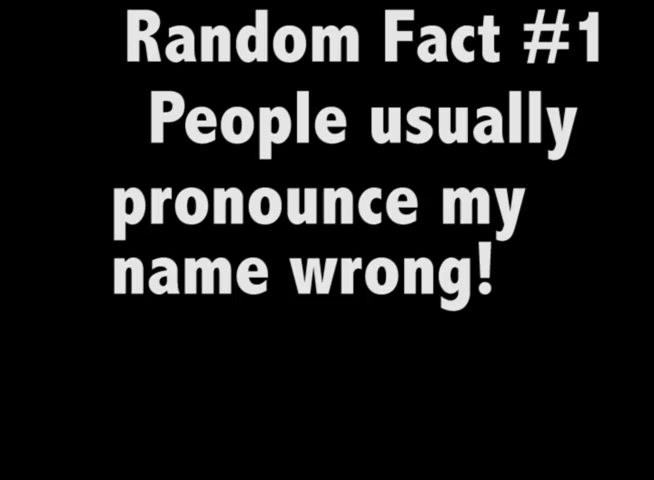 Random Fact #1
People usually
pronounce my
name wrong!